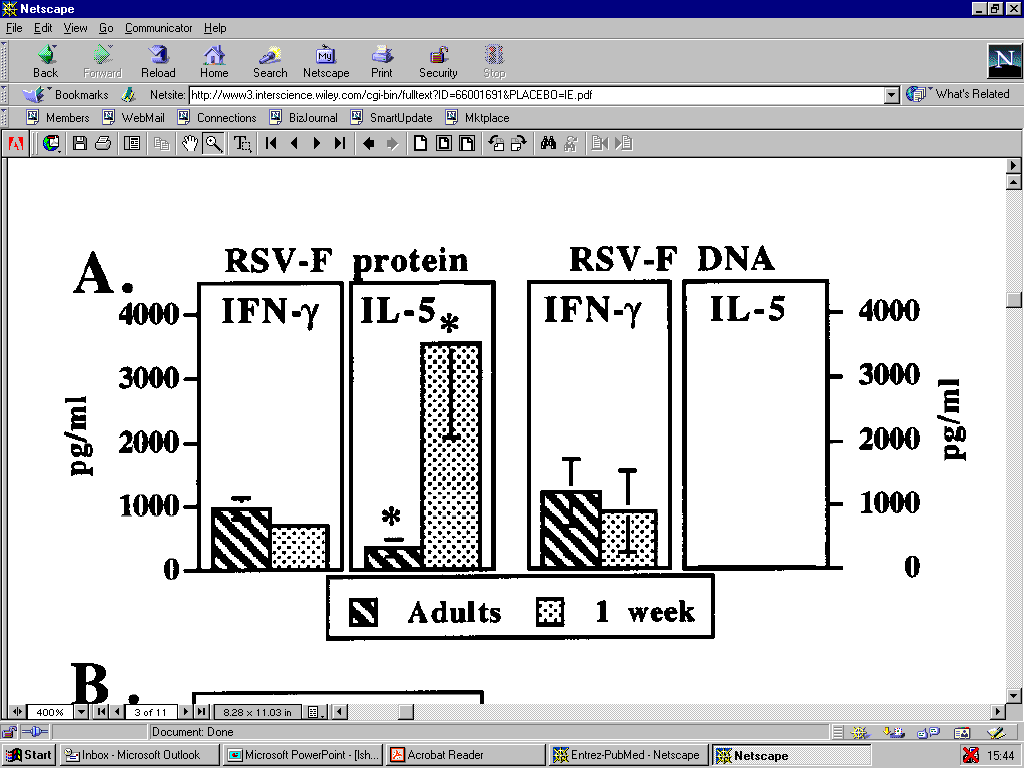 Netscape
File Edit View Go Communicator Help
Back Forward Reload Home Search Netscape Print Security Stop
My
N
Bookmarks Netsite: http://www3.interscience.wiley.com/cgi-bin/fulltext?ID=66001691&PLACEBO=IE.pdf What's Related
Members WebMail Connections BizJournal SmartUpdate Mktplace
RSV-F protein RSV-F DNA
A.
IFN-γ IL-5 * IFN-γ IL-5
4000 4000
3000 3000
pg/ml pg/ml
2000 2000
1000 * 1000
0 0
Adults 1 week
B.
400% 3 of 11 8.28 x 11.03 in
Document: Done
Start Inbox - Microsoft Outlook Microsoft PowerPoint - [Ish... Acrobat Reader Entrez-PubMed - Netscape Netscape 15:44